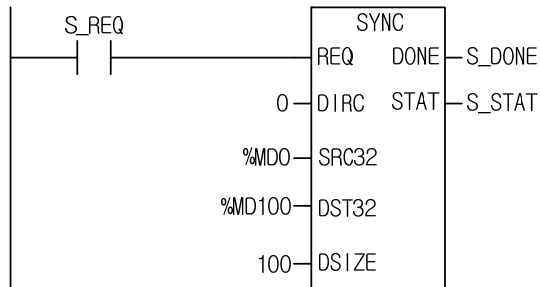 S_REQ
SYNC
REQ DONE S_DONE
0 DIRC STAT S_STAT
%MD0 SRC32
%MD100 DST32
100 DSIZE